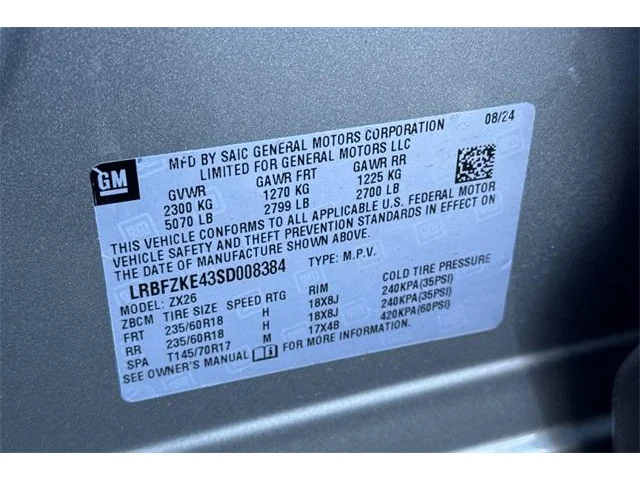 08/24
MFD BY SAIC GENERAL MOTORS CORPORATION
LIMITED FOR GENERAL MOTORS LLC
GM
GVWR GAWR FRT GAWR RR
2300 KG 1270 KG 1225 KG
5070 LB 2799 LB 2700 LB
THIS VEHICLE CONFORMS TO ALL APPLICABLE U.S. FEDERAL MOTOR
VEHICLE SAFETY AND THEFT PREVENTION STANDARDS IN EFFECT ON
THE DATE OF MANUFACTURE SHOWN ABOVE.
LRBFZKE43SD008384 TYPE: M.P.V.
MODEL: ZX26
ZBCM TIRE SIZE SPEED RTG RIM COLD TIRE PRESSURE
FRT 235/60R18 H 18X8J 240KPA(35PSI)
RR 235/60R18 H 18X8J 240KPA(35PSI)
SPA T145/70R17 M 17X4B 420KPA(60PSI)
SEE OWNER'S MANUAL FOR MORE INFORMATION